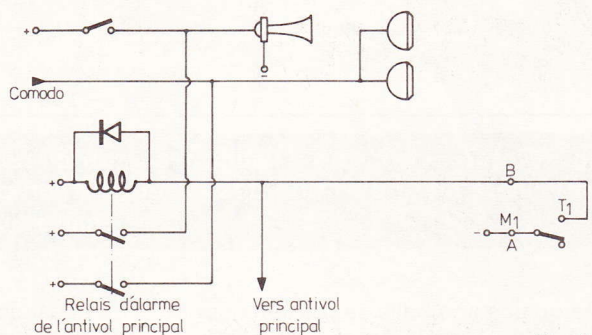 +
-
Comodo
+
B
T1
- M1
A
+
+
Relais d'alarme
de l'antivol principal
Vers antivol
principal